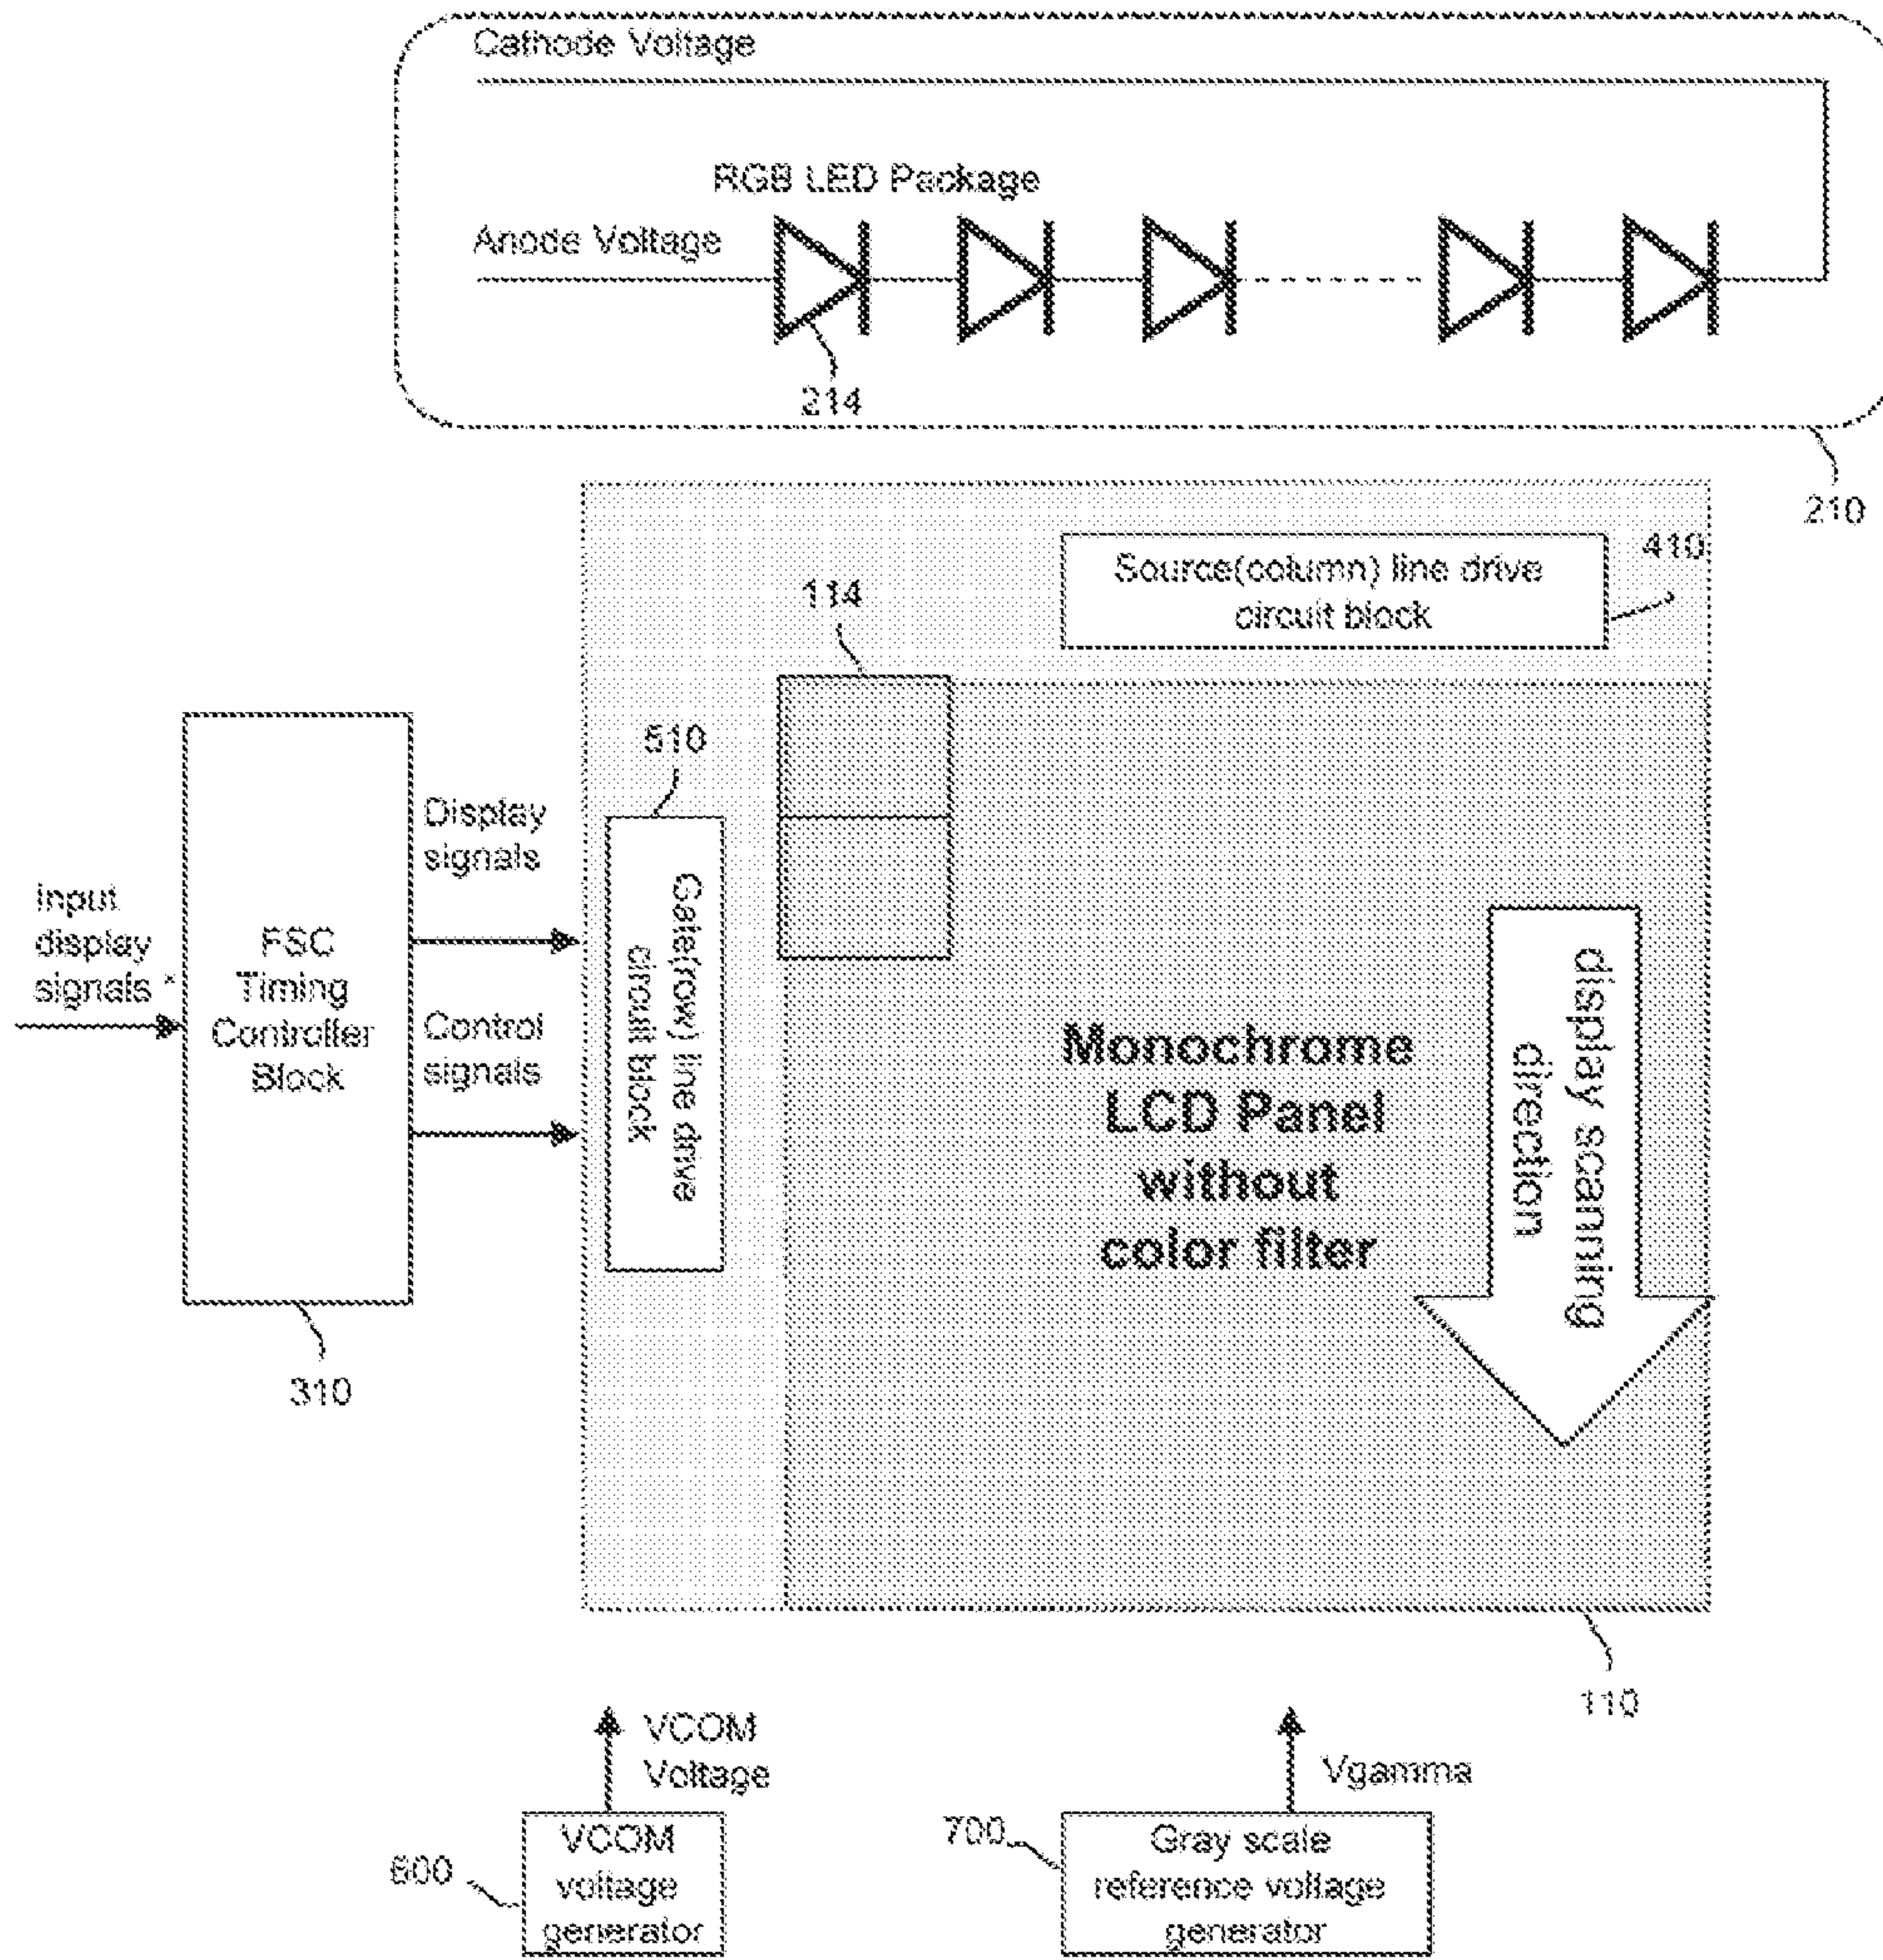 Cathode Voltage
RGB LED Package
Anode Voltage
214
210
Source(column) line drive
circuit block
410
114
510
Gate(row) line drive
circuit block
Display
signals
Input
display
signals
FSC
Timing
Controller
Block
Control
signals
310
Monochrome
LCD Panel
without
color filter
display scanning
direction
110
VCOM
Voltage
Vgamma
600
VCOM
voltage
generator
700
Gray scale
reference voltage
generator